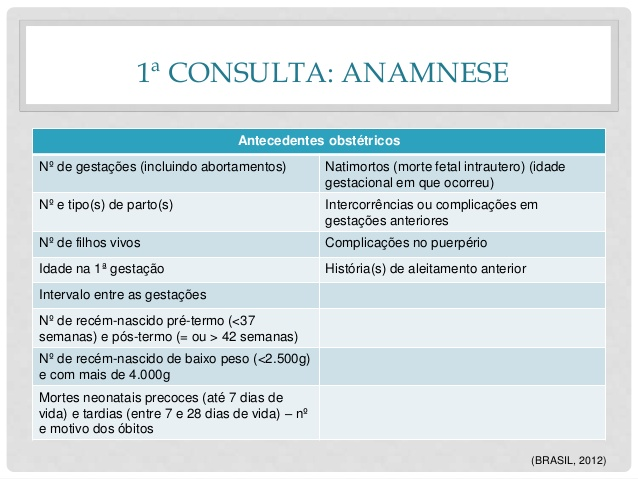 1ª CONSULTA: ANAMNESE
Antecedentes obstétricos
Nº de gestações (incluindo abortamentos)
Natimortos (morte fetal intrautero) (idade
gestacional em que ocorreu)
Nº e tipo(s) de parto(s)
Intercorrências ou complicações em
gestações anteriores
Nº de filhos vivos
Complicações no puerpério
Idade na 1ª gestação
História(s) de aleitamento anterior
Intervalo entre as gestações
Nº de recém-nascido pré-termo (<37
semanas) e pós-termo (= ou > 42 semanas)
Nº de recém-nascido de baixo peso (<2.500g)
e com mais de 4.000g
Mortes neonatais precoces (até 7 dias de
vida) e tardias (entre 7 e 28 dias de vida) – nº
e motivo dos óbitos
(BRASIL, 2012)